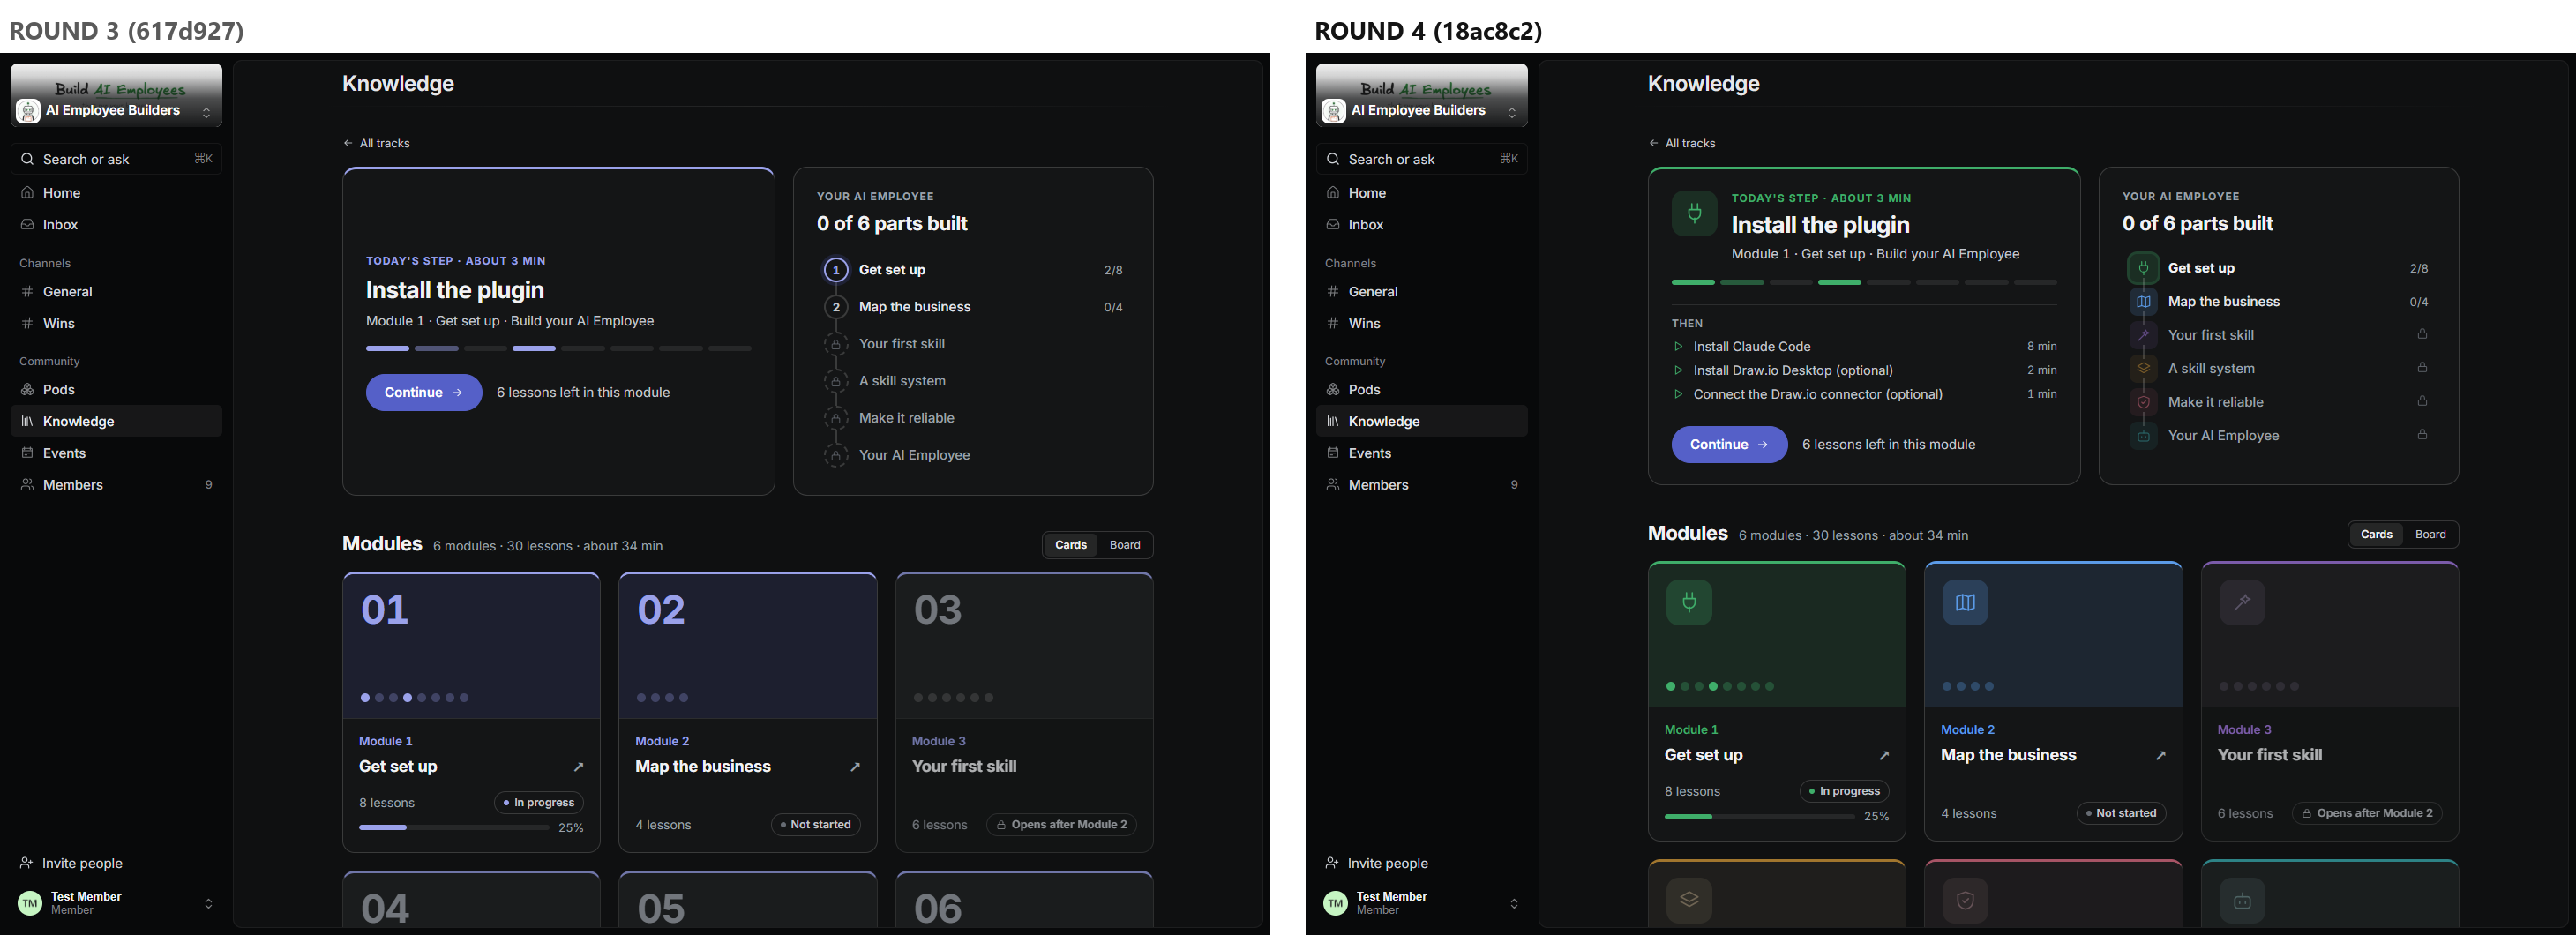 ROUND 3 (617d927)
Build AI Employees
AI Employee Builders
Search or ask ⌘K
Home
Inbox
Channels
# General
# Wins
Community
Pods
Knowledge
Events
Members 9
Invite people
TM
Test Member
Member
Knowledge
← All tracks
TODAY'S STEP · ABOUT 3 MIN
Install the plugin
Module 1 · Get set up · Build your AI Employee
Continue →
6 lessons left in this module
YOUR AI EMPLOYEE
0 of 6 parts built
1 Get set up 2/8
2 Map the business 0/4
Your first skill
A skill system
Make it reliable
Your AI Employee
Modules 6 modules · 30 lessons · about 34 min
Cards Board
01
Module 1
Get set up ↗
8 lessons • In progress
25%
02
Module 2
Map the business ↗
4 lessons • Not started
03
Module 3
Your first skill
6 lessons Opens after Module 2
04
05
06
ROUND 4 (18ac8c2)
Build AI Employees
AI Employee Builders
Search or ask ⌘K
Home
Inbox
Channels
# General
# Wins
Community
Pods
Knowledge
Events
Members 9
Invite people
TM
Test Member
Member
Knowledge
← All tracks
TODAY'S STEP · ABOUT 3 MIN
Install the plugin
Module 1 · Get set up · Build your AI Employee
THEN
Install Claude Code 8 min
Install Draw.io Desktop (optional) 2 min
Connect the Draw.io connector (optional) 1 min
Continue →
6 lessons left in this module
YOUR AI EMPLOYEE
0 of 6 parts built
Get set up 2/8
Map the business 0/4
Your first skill
A skill system
Make it reliable
Your AI Employee
Modules 6 modules · 30 lessons · about 34 min
Cards Board
Module 1
Get set up ↗
8 lessons • In progress
25%
Module 2
Map the business ↗
4 lessons • Not started
Module 3
Your first skill
6 lessons Opens after Module 2